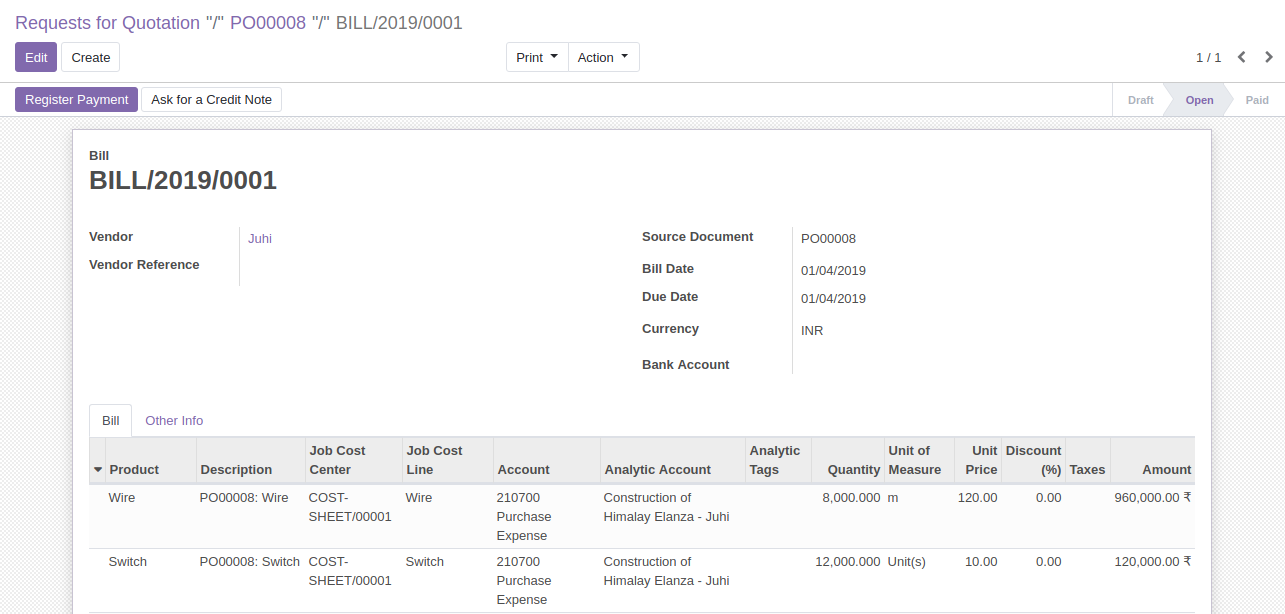 Requests for Quotation "/" PO00008 "/" BILL/2019/0001
Edit Create Print Action 1 / 1
Register Payment Ask for a Credit Note Draft Open Paid
Bill
BILL/2019/0001
Vendor Juhi
Vendor Reference
Source Document PO00008
Bill Date 01/04/2019
Due Date 01/04/2019
Currency INR
Bank Account
Bill Other Info
Job Cost Job Cost Analytic Unit of Unit Discount
Product Description Center Line Account Analytic Account Tags Quantity Measure Price (%) Taxes Amount
Wire PO00008: Wire COST- Wire 210700 Construction of 8,000.000 m 120.00 0.00 960,000.00 ₹
SHEET/00001 Purchase Himalay Elanza - Juhi
Expense
Switch PO00008: Switch COST- Switch 210700 Construction of 12,000.000 Unit(s) 10.00 0.00 120,000.00 ₹
SHEET/00001 Purchase Himalay Elanza - Juhi
Expense